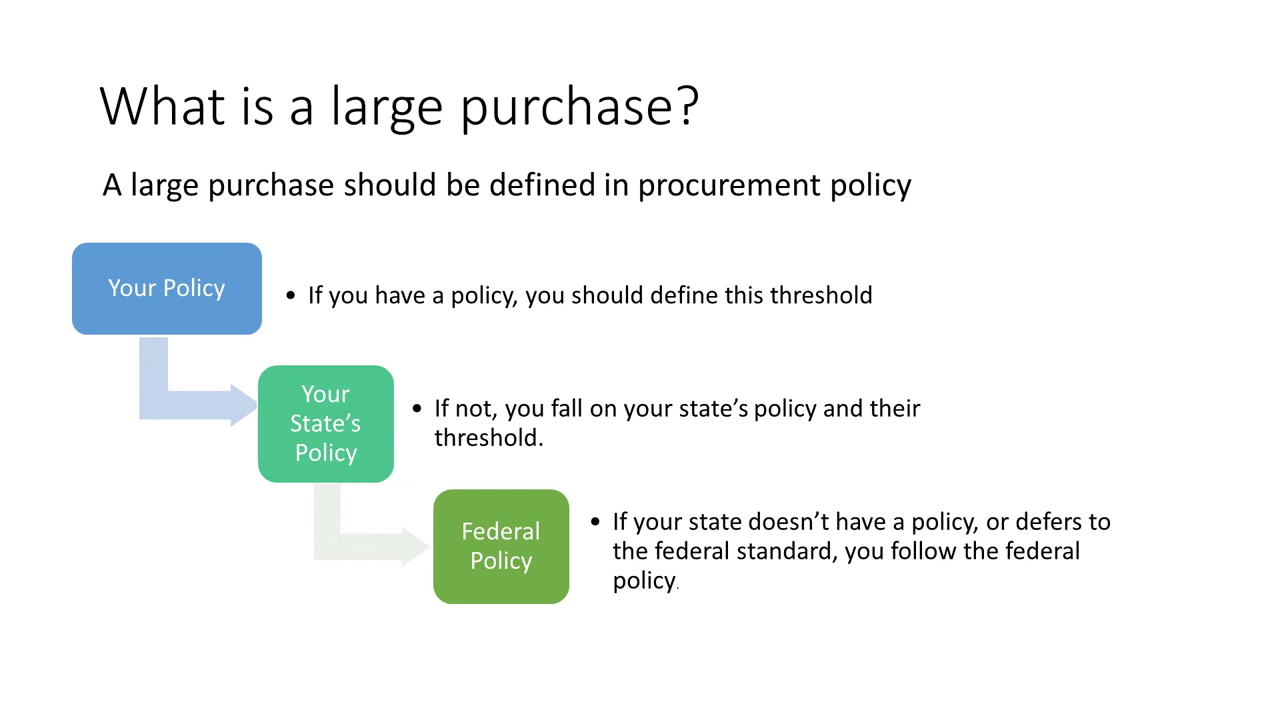 What is a large purchase?
A large purchase should be defined in procurement policy
Your Policy
• If you have a policy, you should define this threshold
Your
State’s
Policy
• If not, you fall on your state’s policy and their
threshold.
Federal
Policy
• If your state doesn’t have a policy, or defers to
the federal standard, you follow the federal
policy.